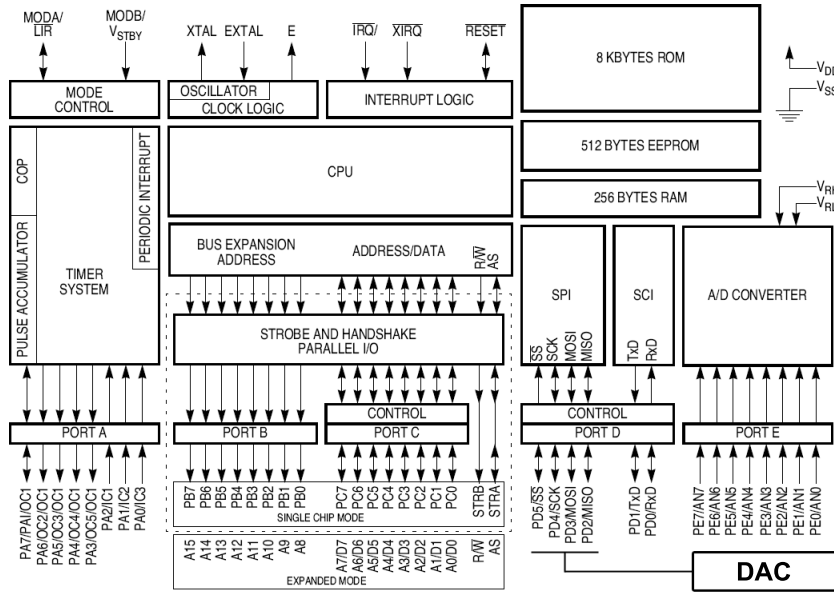 MODA/
LIR
MODB/
VSTBY
XTAL EXTAL E
IRQ/ XIRQ RESET
MODE
CONTROL
OSCILLATOR
CLOCK LOGIC
INTERRUPT LOGIC
8 KBYTES ROM
VSS
COP
PERIODIC INTERRUPT
CPU
512 BYTES EEPROM
256 BYTES RAM
PULSE ACCUMULATOR
TIMER
SYSTEM
BUS EXPANSION
ADDRESS
ADDRESS/DATA
R/W
AS
SPI
SCI
A/D CONVERTER
STROBE AND HANDSHAKE
PARALLEL I/O
SS
SCK
MOSI
MISO
TxD
RxD
CONTROL
CONTROL
PORT A
PORT B
PORT C
PORT D
PORT E
PA7/PAI/OC1
PA6/OC2/OC1
PA5/OC3/OC1
PA4/OC4/OC1
PA3/OC5/OC1
PA2/IC1
PA1/IC2
PA0/IC3
PB7
PB6
PB5
PB4
PB3
PB2
PB1
PB0
PC7
PC6
PC5
PC4
PC3
PC2
PC1
PC0
STRB
STRA
SINGLE CHIP MODE
A15
A14
A13
A12
A11
A10
A9
A8
A7/D7
A6/D6
A5/D5
A4/D4
A3/D3
A2/D2
A1/D1
A0/D0
R/W
AS
EXPANDED MODE
PD5/SS
PD4/SCK
PD3/MOSI
PD2/MISO
PD1/TxD
PD0/RxD
PE7/AN7
PE6/AN6
PE5/AN5
PE4/AN4
PE3/AN3
PE2/AN2
PE1/AN1
PE0/AN0
DAC